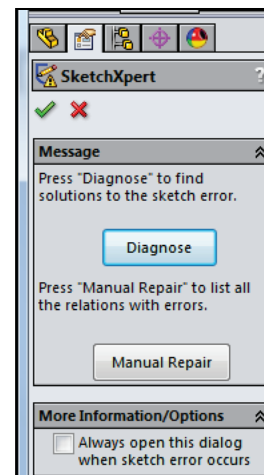 SketchXpert ?
Message
Press "Diagnose" to find
solutions to the sketch error.
Diagnose
Press "Manual Repair" to list all
the relations with errors.
Manual Repair
More Information/Options
Always open this dialog
when sketch error occurs